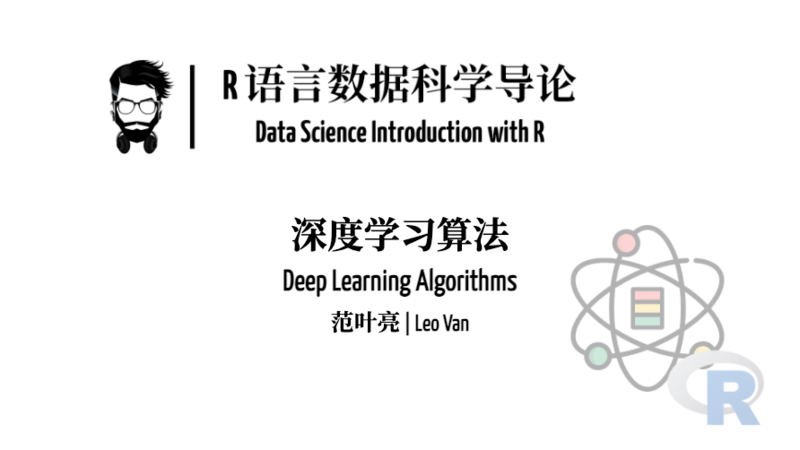 R 语言数据科学导论
Data Science Introduction with R
深度学习算法
Deep Learning Algorithms
范叶亮 | Leo Van
R